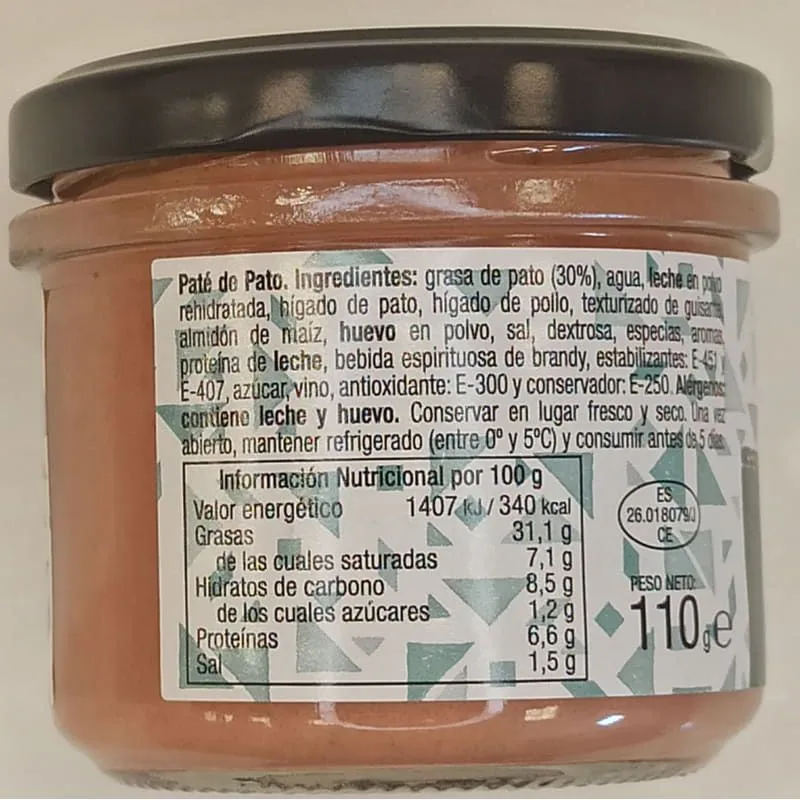 Paté de Pato. Ingredientes: grasa de pato (30%), agua, leche en polvo
rehidratada, hígado de pato, hígado de pollo, texturizado de
almidón de maíz, huevo en polvo, sal, dextrosa, especias, aromas,
proteína de leche, bebida espirituosa de brandy, estabilizantes: E-451 y
E-407, azúcar, vino, antioxidante: E-300 y conservador: E-250. Alérgenos:
contiene leche y huevo. Conservar en lugar fresco y seco. Una vez
abierto, mantener refrigerado (entre 0º y 5ºC) y consumir antes de 5 días.
Información Nutricional por 100 g
Valor energético 1407 KJ / 340 kcal
Grasas 31,1 g
de las cuales saturadas 7,1 g
Hidratos de carbono 8,5 g
de los cuales azúcares 1,2 g
Proteínas 6,6 g
Sal 1,5 g
ES
CE
PESO NETO:
110 g e